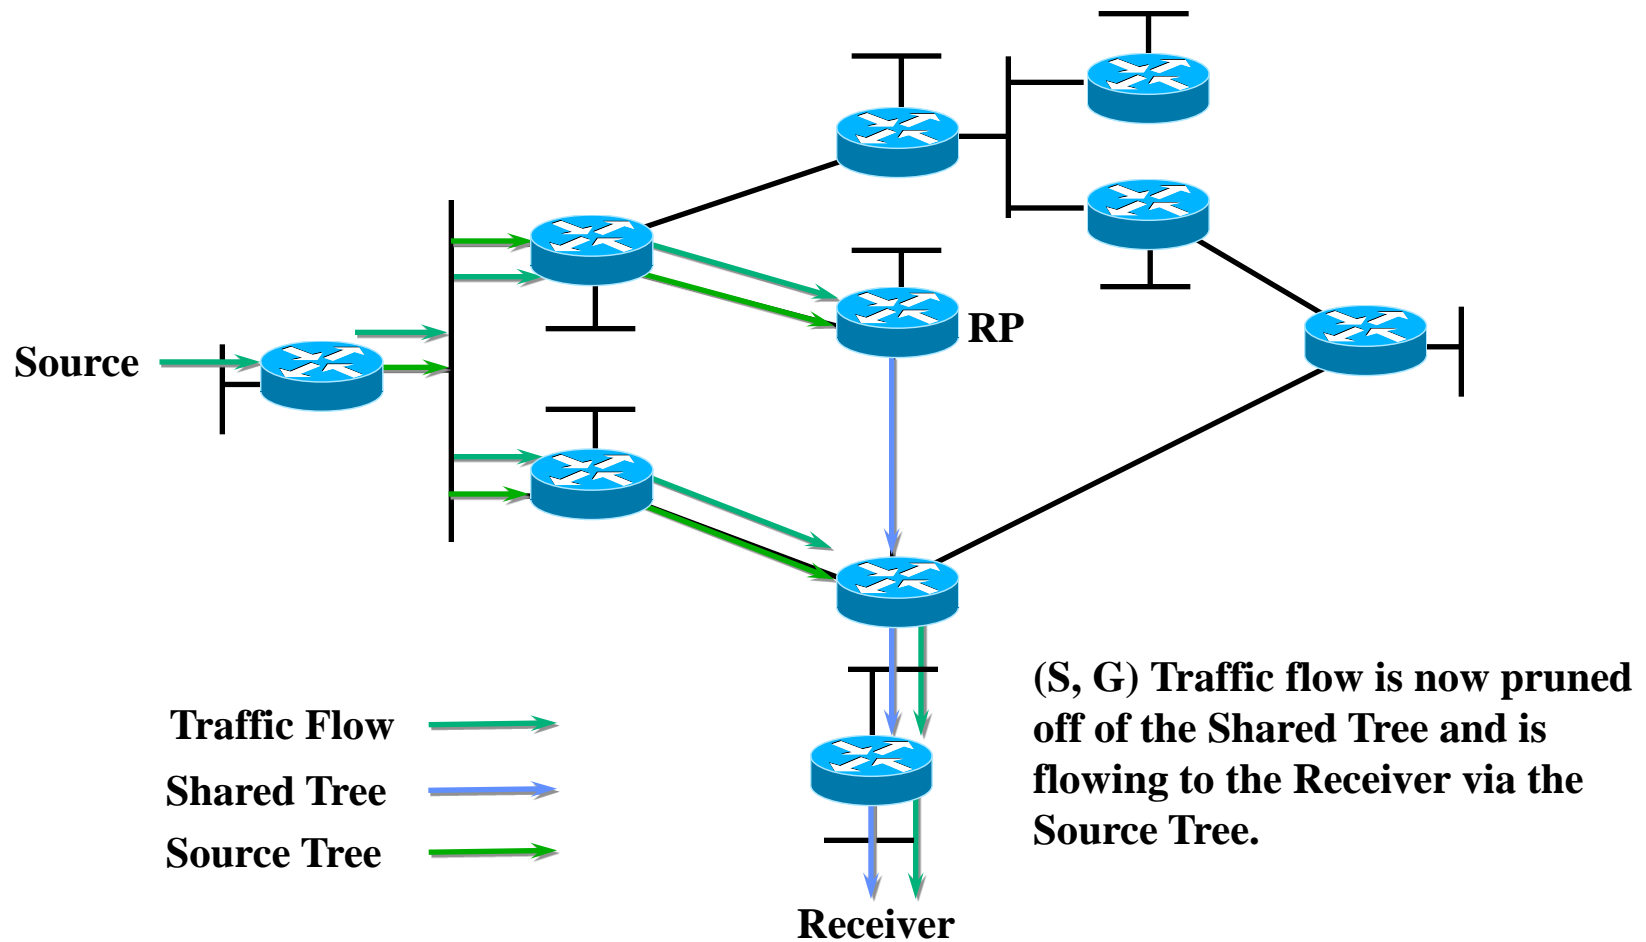 RP
Source
(S, G) Traffic flow is now pruned
off of the Shared Tree and is
flowing to the Receiver via the
Source Tree.
Traffic Flow
Shared Tree
Source Tree
Receiver